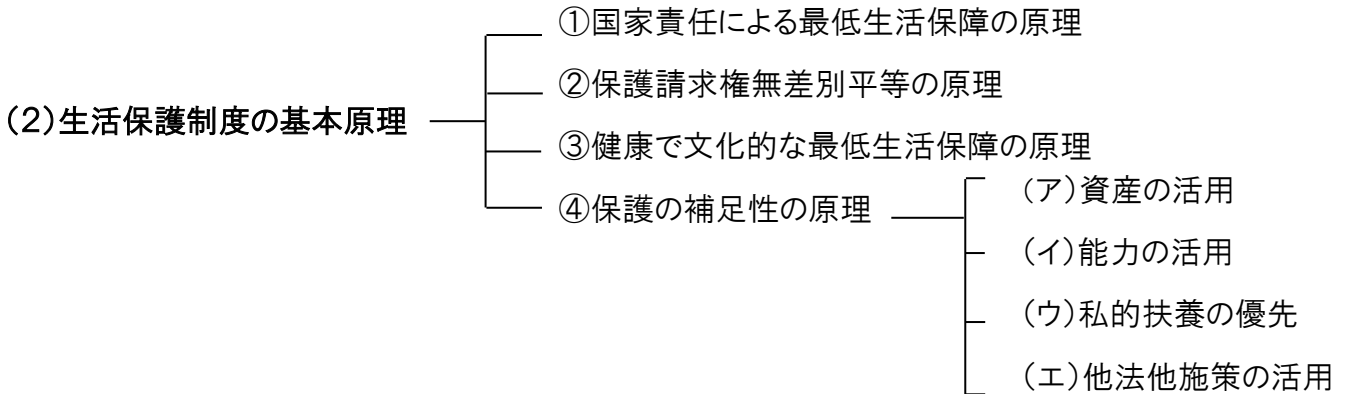 (2)生活保護制度の基本原理
①国家責任による最低生活保障の原理
②保護請求権無差別平等の原理
③健康で文化的な最低生活保障の原理
④保護の補足性の原理
(ア)資産の活用
(イ)能力の活用
(ウ)私的扶養の優先
(エ)他法他施策の活用